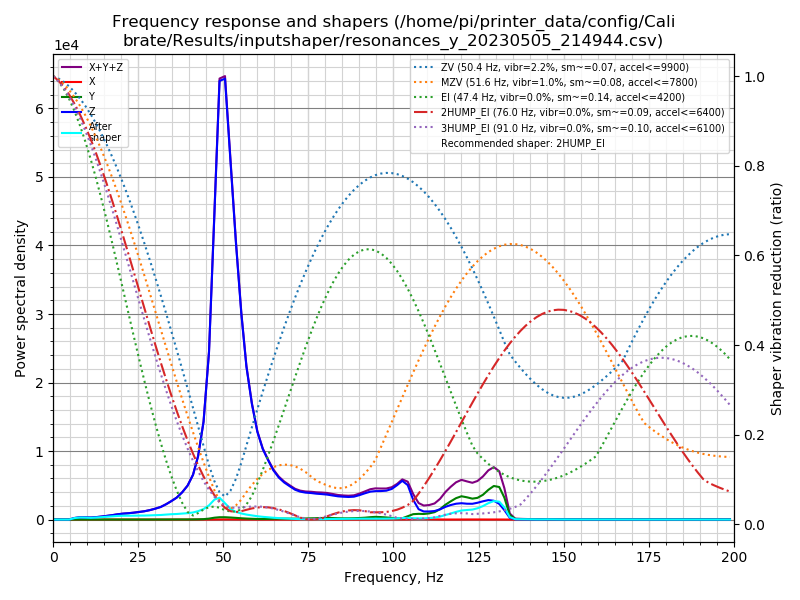 Frequency response and shapers (/home/pi/printer_data/config/Cali
brate/Results/inputshaper/resonances_y_20230505_214944.csv)
1e4
X+Y+Z
X
Y
Z
After
shaper
ZV (50.4 Hz, vibr=2.2%, sm~=0.07, accel<=9900)
MZV (51.6 Hz, vibr=1.0%, sm~=0.08, accel<=7800)
EI (47.4 Hz, vibr=0.0%, sm~=0.14, accel<=4200)
2HUMP_EI (76.0 Hz, vibr=0.0%, sm~=0.09, accel<=6400)
3HUMP_EI (91.0 Hz, vibr=0.0%, sm~=0.10, accel<=6100)
Recommended shaper: 2HUMP_EI
Power spectral density
6
5
4
3
2
1
0
1.0
0.8
0.6
0.4
0.2
0.0
Shaper vibration reduction (ratio)
0 25 50 75 100 125 150 175 200
Frequency, Hz